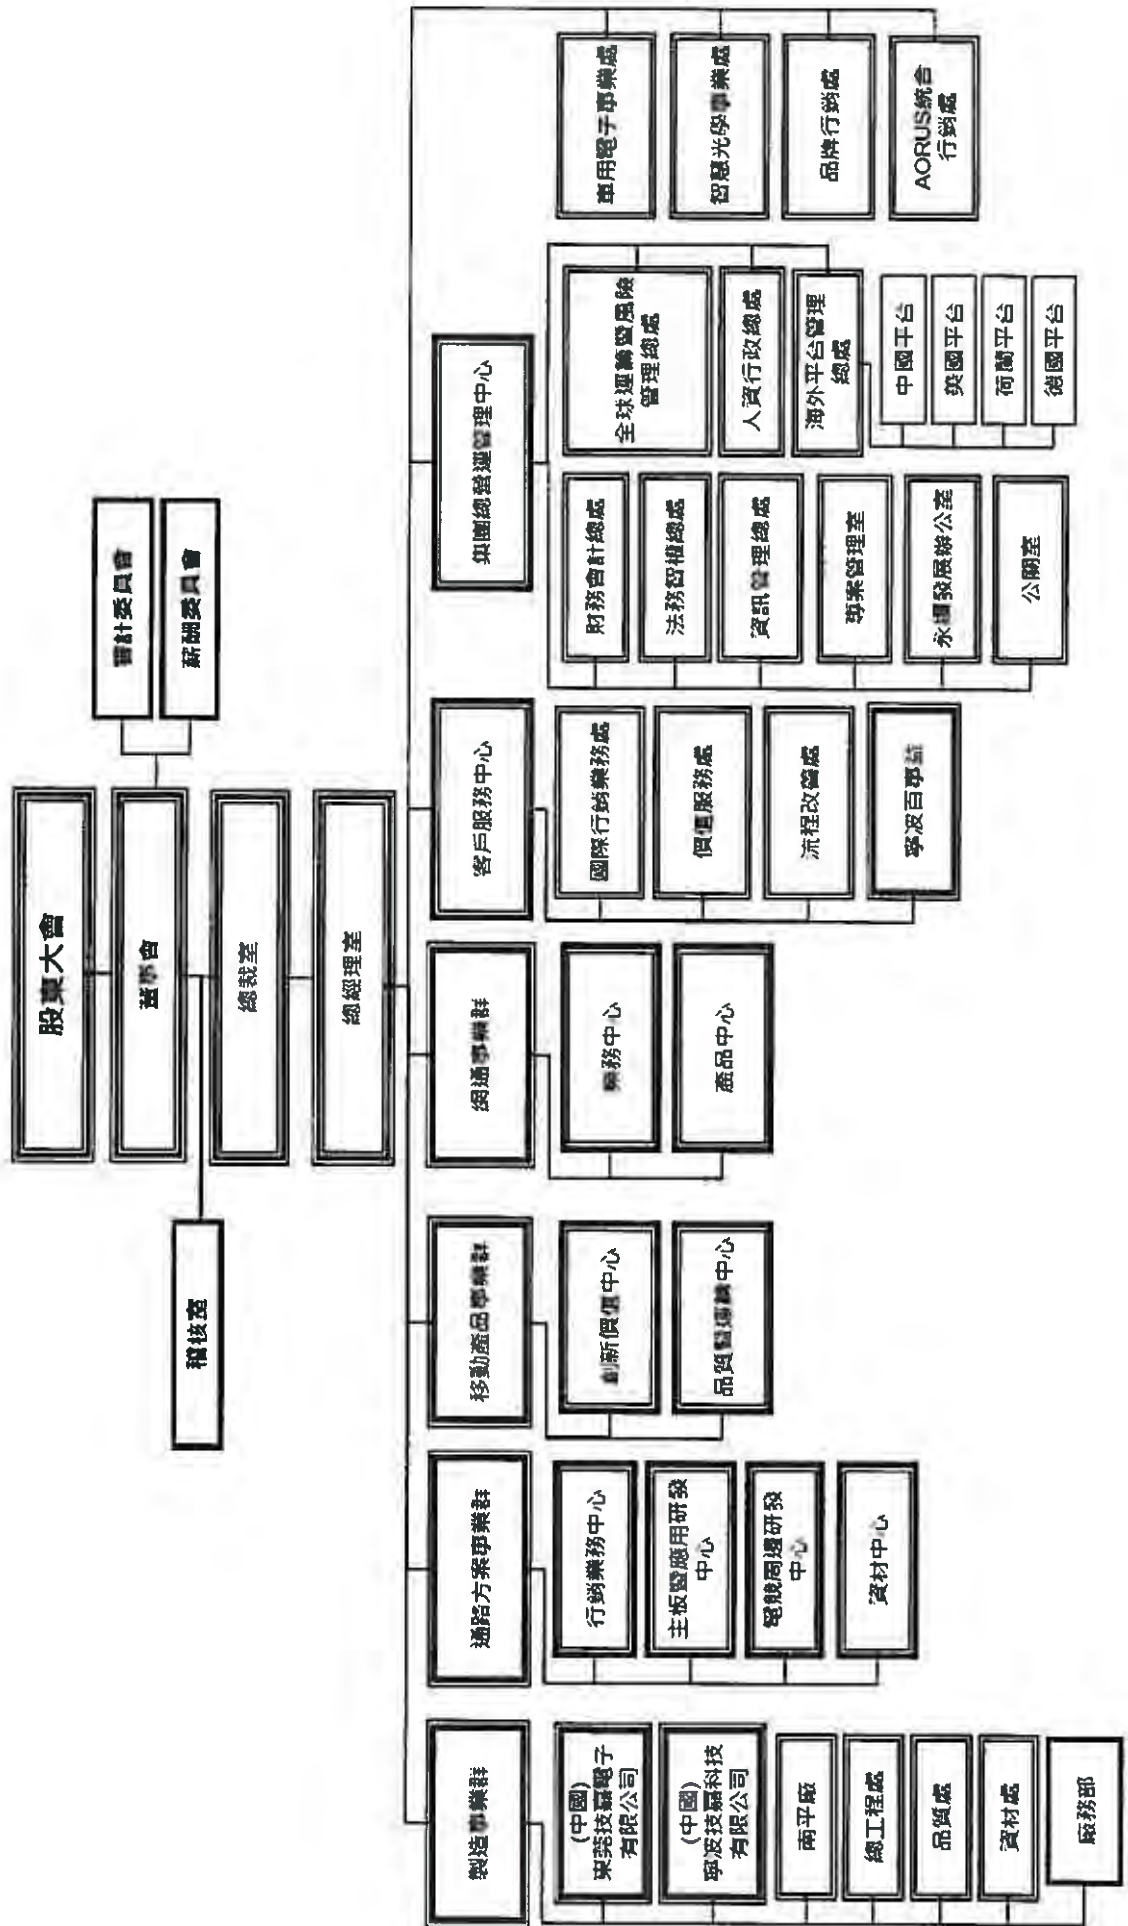 股東大會
董事會
審計委員會
薪酬委員會
稽核室
總裁室
總經理室
製造事業群
(中國)
東莞技嘉電子
有限公司
(中國)
寧波技嘉科技
有限公司
南平廠
總工程處
品質處
資材處
廠務部
通路方案事業群
行銷業務中心
主板暨應用研發
中心
電競周邊研發
中心
資材中心
移動產品事業群
創新價值中心
品質暨運籌中心
網通事業群
業務中心
產品中心
客戶服務中心
國際行銷業務處
價值服務處
流程改管處
寧波百事益
集團總營運管理中心
財務會計總處
法務智權總處
資訊管理總處
專案管理室
永續發展辦公室
公關室
全球運籌暨風險
管理總處
人資行政總處
海外平台管理
總處
中國平台
美國平台
荷蘭平台
德國平台
車用電子事業處
智慧光學事業處
品牌行銷處
AORUS統合
行銷處